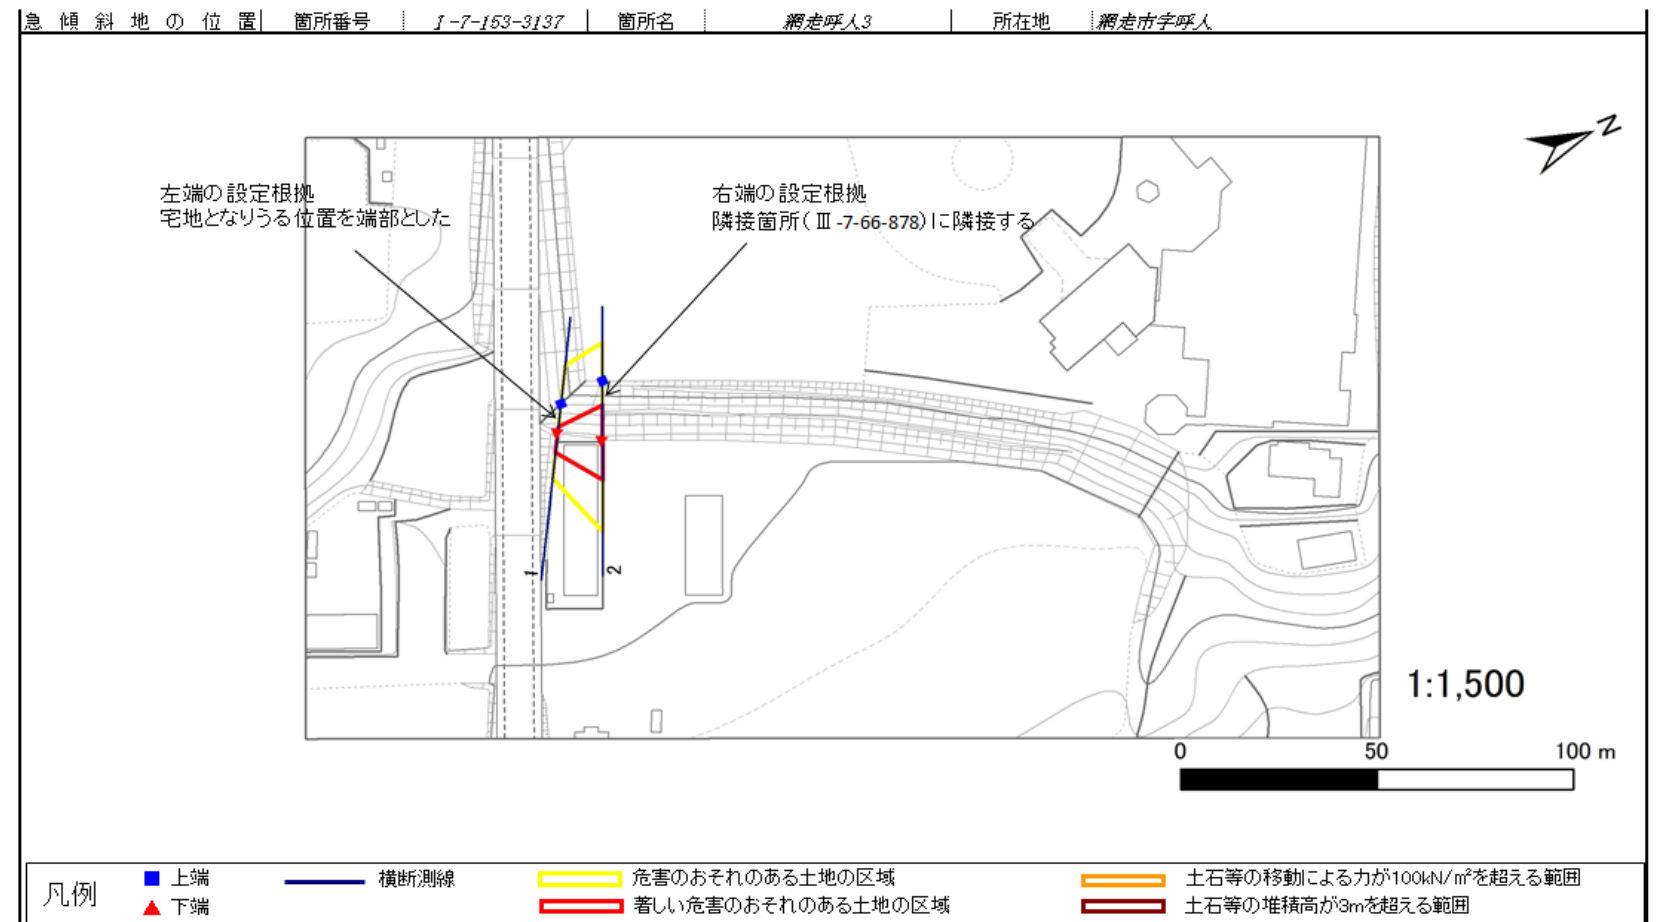 急傾斜地の位置 箇所番号 I-7-153-3137 箇所名 網走呼人3 所在地 網走市字呼人
N
左端の設定根拠
宅地となりうる位置を端部とした
右端の設定根拠
隣接箇所(Ⅲ-7-66-878)に隣接する
1 2
1:1,500
0 50 100 m
凡例
上端 横断測線 危害のおそれのある土地の区域 土石等の移動による力が100kN/㎡を超える範囲
下端 著しい危害のおそれのある土地の区域 土石等の堆積高が3mを超える範囲